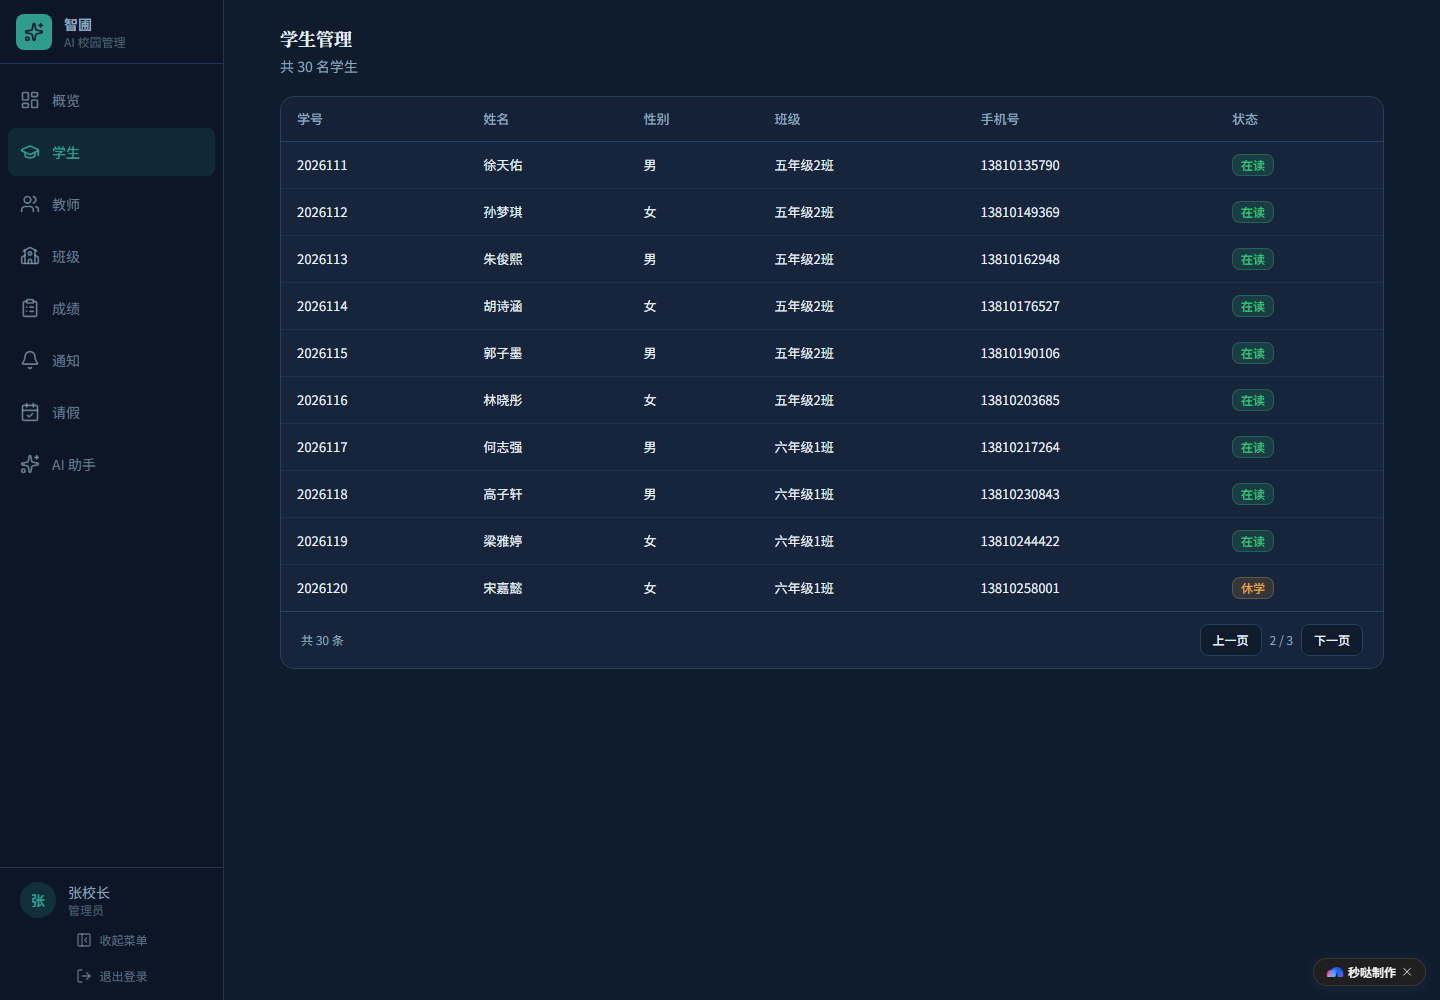 智圃
AI 校园管理
概览
学生
教师
班级
成绩
通知
请假
AI 助手
张
张校长
管理员
收起菜单
退出登录
学生管理
共 30 名学生
学号 姓名 性别 班级 手机号 状态
2026111 徐天佑 男 五年级2班 13810135790 在读
2026112 孙梦琪 女 五年级2班 13810149369 在读
2026113 朱俊熙 男 五年级2班 13810162948 在读
2026114 胡诗涵 女 五年级2班 13810176527 在读
2026115 郭子墨 男 五年级2班 13810190106 在读
2026116 林晓彤 女 五年级2班 13810203685 在读
2026117 何志强 男 六年级1班 13810217264 在读
2026118 高子轩 男 六年级1班 13810230843 在读
2026119 梁雅婷 女 六年级1班 13810244422 在读
2026120 宋嘉懿 女 六年级1班 13810258001 休学
共 30 条 上一页 2 / 3 下一页
秒哒制作